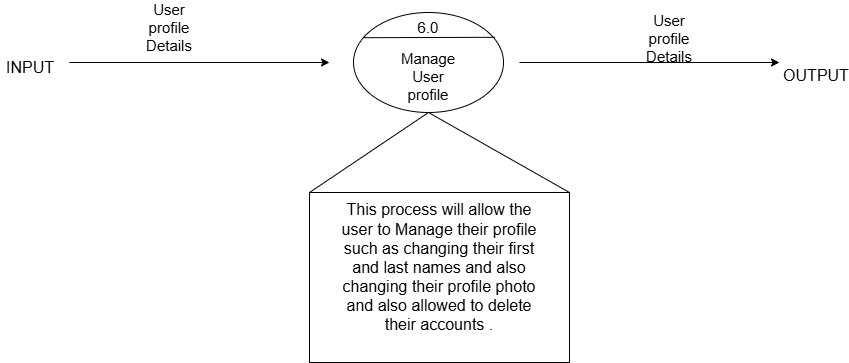 User
profile
Details
INPUT
6.0
Manage
User
profile
User
profile
Details
OUTPUT
This process will allow the
user to Manage their profile
such as changing their first
and last names and also
changing their profile photo
and also allowed to delete
their accounts .